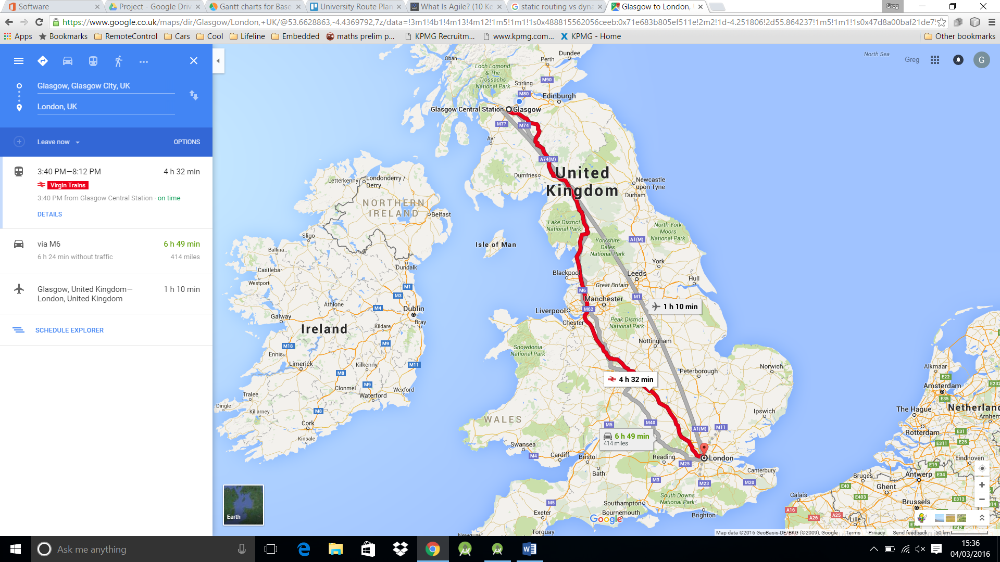 Software
Project - Google Driv
Gantt charts for Base
University Route Plan
What Is Agile? (10 Ke
static routing vs dyna
Glasgow to London,
Greg
https://www.google.co.uk/maps/dir/Glasgow/London,+UK/@53.6628863,-4.4369792,7z/data=!3m1!4b1!4m13!4m12!1m5!1m1!1s0x488815562056ceeb:0x71e683b805ef511e!2m2!1d-4.251806!2d55.864237!1m5!1m1!1s0x47d8a00baf21de7
Apps
Bookmarks
RemoteControl
Cars
Cool
Lifeline
Embedded
maths prelim p...
KPMG Recruitm...
www.kpmg.com...
KPMG - Home
Other bookmarks
Glasgow, Glasgow City, UK
London, UK
Leave now
OPTIONS
3:40 PM—8:12 PM
4 h 32 min
Virgin Trains
3:40 PM from Glasgow Central Station · on time
DETAILS
via M6
6 h 49 min
6 h 24 min without traffic
414 miles
Glasgow, United Kingdom—
London, United Kingdom
1 h 10 min
SCHEDULE EXPLORER
North Sea
Greg
G
Dundee
Oban
Perth
Loch Lomond
& The
Trossachs
National Park
M90
Stirling
M80
Edinburgh
Glasgow Central Station
Glasgow
M77
M74
Ayr
A74(M)
United
Kingdom
Dumfries
Newcastle
upon Tyne
Durham
Letterkenny
Londonderry /
Derry
NORTHERN
IRELAND
Belfast
Lake District
National Park
North York
Moors
National Park
Sligo
Isle of Man
A1(M)
Yorkshire
Dales
National Park
Ballina
York
Castlebar
Dundalk
Blackpool
Leeds
Hull
Westport
M1
Great Britain
M6
M3
M1
Manchester
1 h 10 min
Athlone
M4
Dublin
Liverpool
M62
Galway
Bray
Chester
Peak District
National Park
Ireland
Kildare
M9
Nottingham
M18
Snowdonia
National Park
Ennis
Limerick
Kilkenny
M11
Peterborough
Norwich
Alkmaar
M8
4 h 32 min
E22
E232
M9
Clonmel
Wexford
Amsterdam
Tralee
Waterford
E35
Dingle
Killarney
M8
The Hague
Netherlan
Ipswich
Arnhem
WALES
Cork
M5
M40
A1(M)
M11
Rotterdam
E31
6 h 49 min
414 miles
Kinsale
E311
E25
Swansea
Cardiff
M4
Bristol
Reading
London
M25
Eindhoven
E19
Bath
Canterbury
Bruges
Antwerp
E34
M3
M23
M20
E40
Ghent
South Downs
National Park
Calais
E403
E313
M5
Southampton
Brussels
Exeter
Bournemouth
Brighton
A16
A26
A25
E314
Lille
E42
Torquay
Newquay
Google
Earth
Map data ©2016 GeoBasis-DE/BKG (©2009), Google
Terms
Privacy
Send feedback
50 km
Ask me anything
15:36
04/03/2016